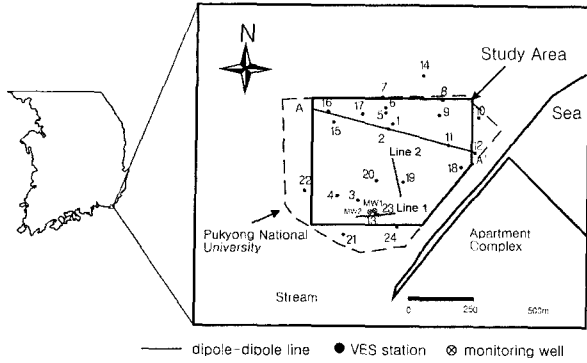 N
14
Study Area
Sea
7
8
A
16
17
6
5
1
9
10
15
2
11
12
A'
Line 2
18
20
19
22
4
3
MW1
MW2
23
Line 1
13
21
24
Pukyong National
University
Apartment
Complex
Stream
0 250 500m
dipole-dipole line VES station monitoring well